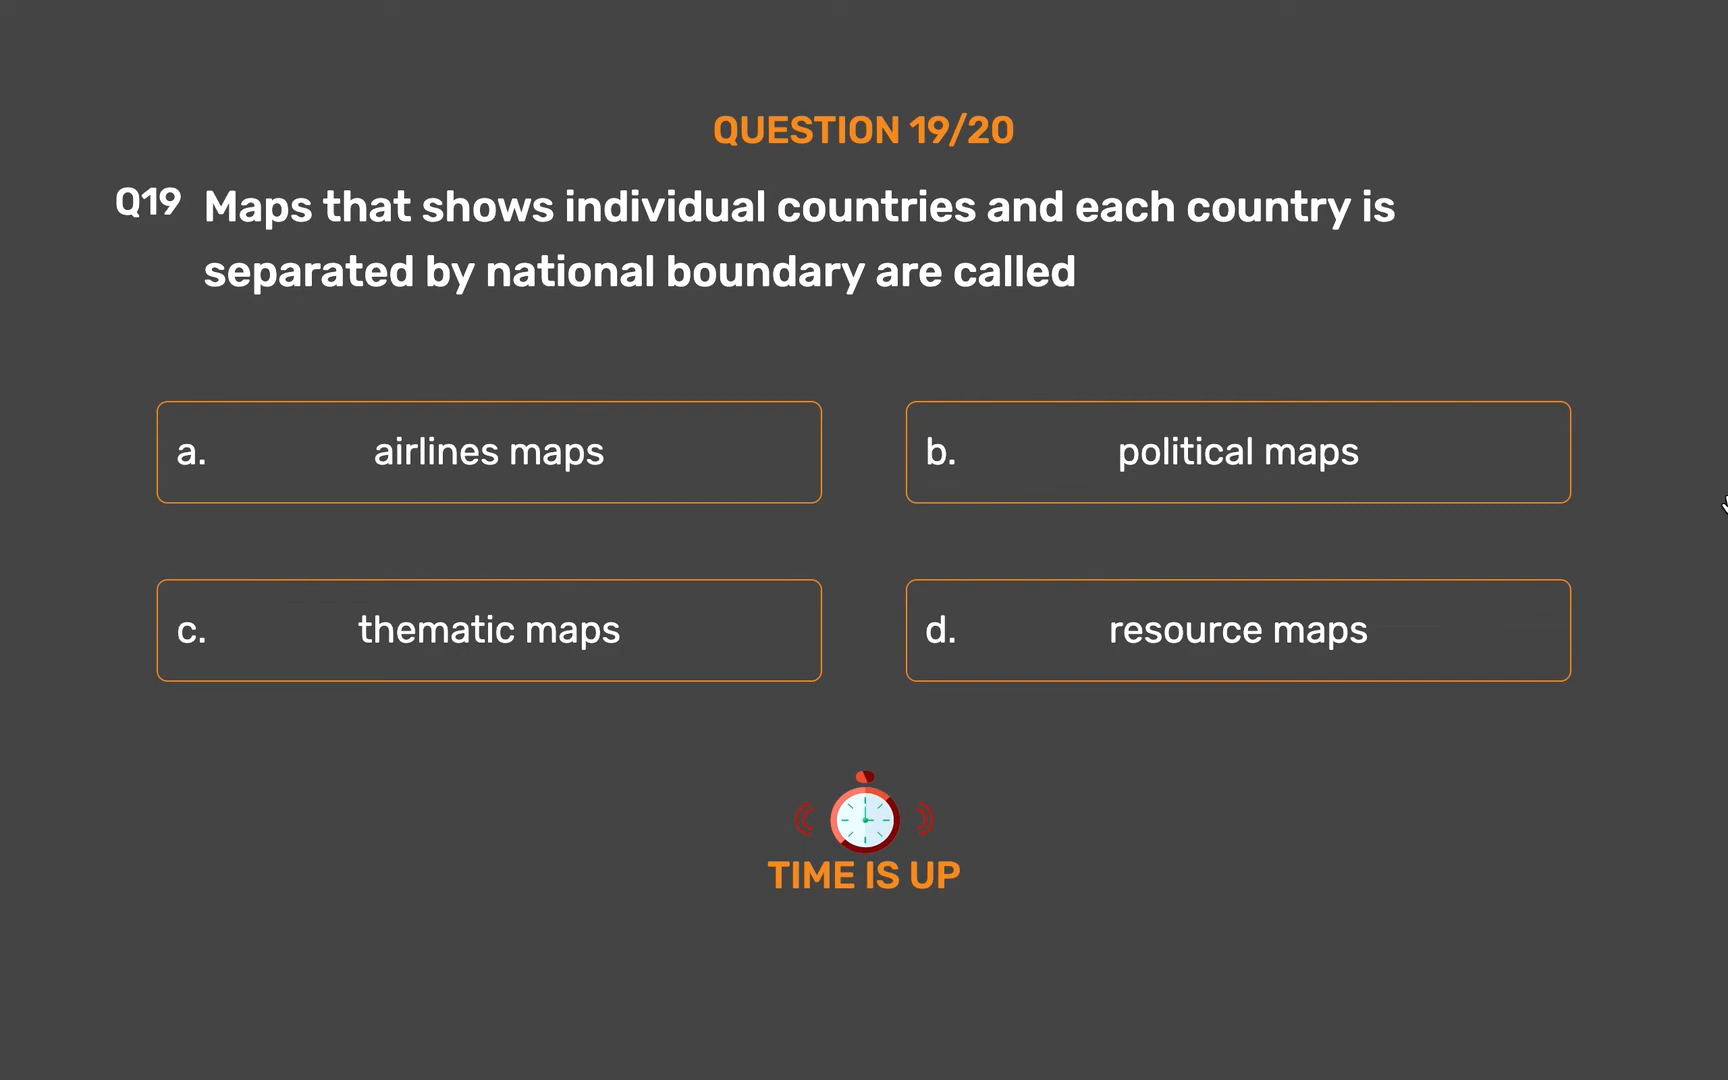 QUESTION 19/20
Q19 Maps that shows individual countries and each country is
separated by national boundary are called
a. airlines maps
b. political maps
c. thematic maps
d. resource maps
TIME IS UP